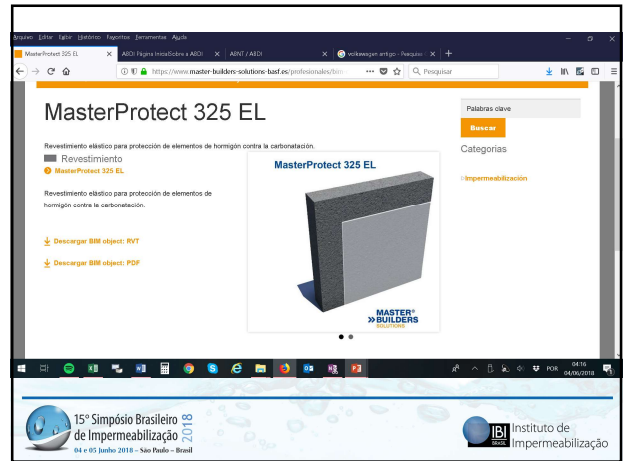 Arquivo Editar Exibir Histórico Favoritos Ferramentas Ajuda
MasterProtect 325 EL
ABDI Página InicialSobre a ABDI
ABNT / ABDI
volkswagen antigo - Pesquisa
https://www.master-builders-solutions-basf.es/profesionales/bim
Pesquisar
MasterProtect 325 EL
Revestimiento elástico para protección de elementos de hormigón contra la carbonatación.
Revestimiento
MasterProtect 325 EL
Revestimiento elástico para protección de elementos de
hormigón contra la carbonatación.
Descargar BIM object: RVT
Descargar BIM object: PDF
MasterProtect 325 EL
MASTER®
»BUILDERS
SOLUTIONS
Palabras clave
Buscar
Categorias
Impermeabilización
POR
04:16
04/06/2018
15º Simpósio Brasileiro
de Impermeabilização
2018
04 e 05 Junho 2018 – São Paulo – Brasil
IBI
BRASIL
Instituto de
Impermeabilização